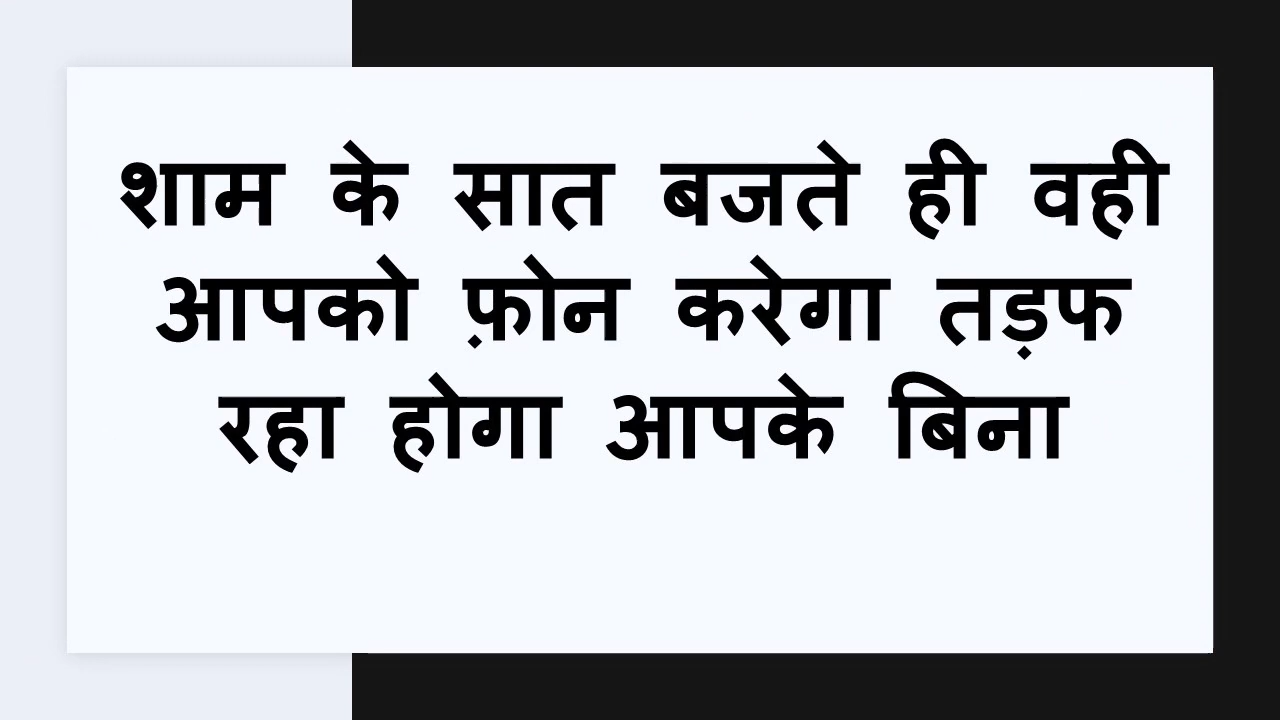 शाम के सात बजते ही वही
आपको फ़ोन करेगा तड़फ
रहा होगा आपके बिना